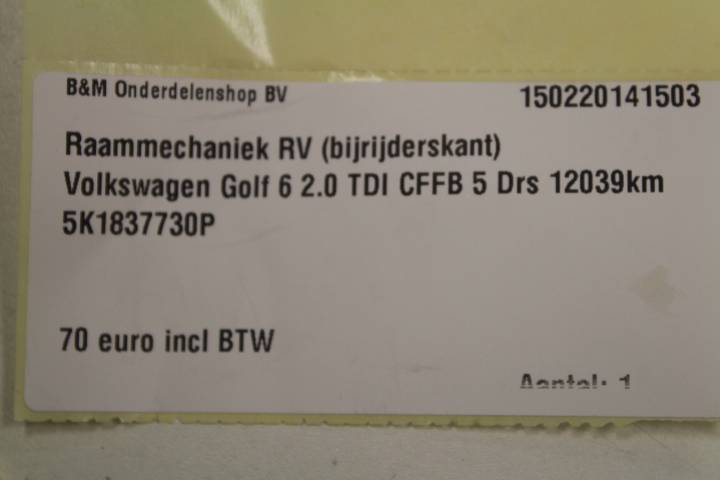 B&M Onderdelenshop BV 150220141503
Raammechaniek RV (bijrijderskant)
Volkswagen Golf 6 2.0 TDI CFFB 5 Drs 12039km
5K1837730P
70 euro incl BTW
Aantal: 1